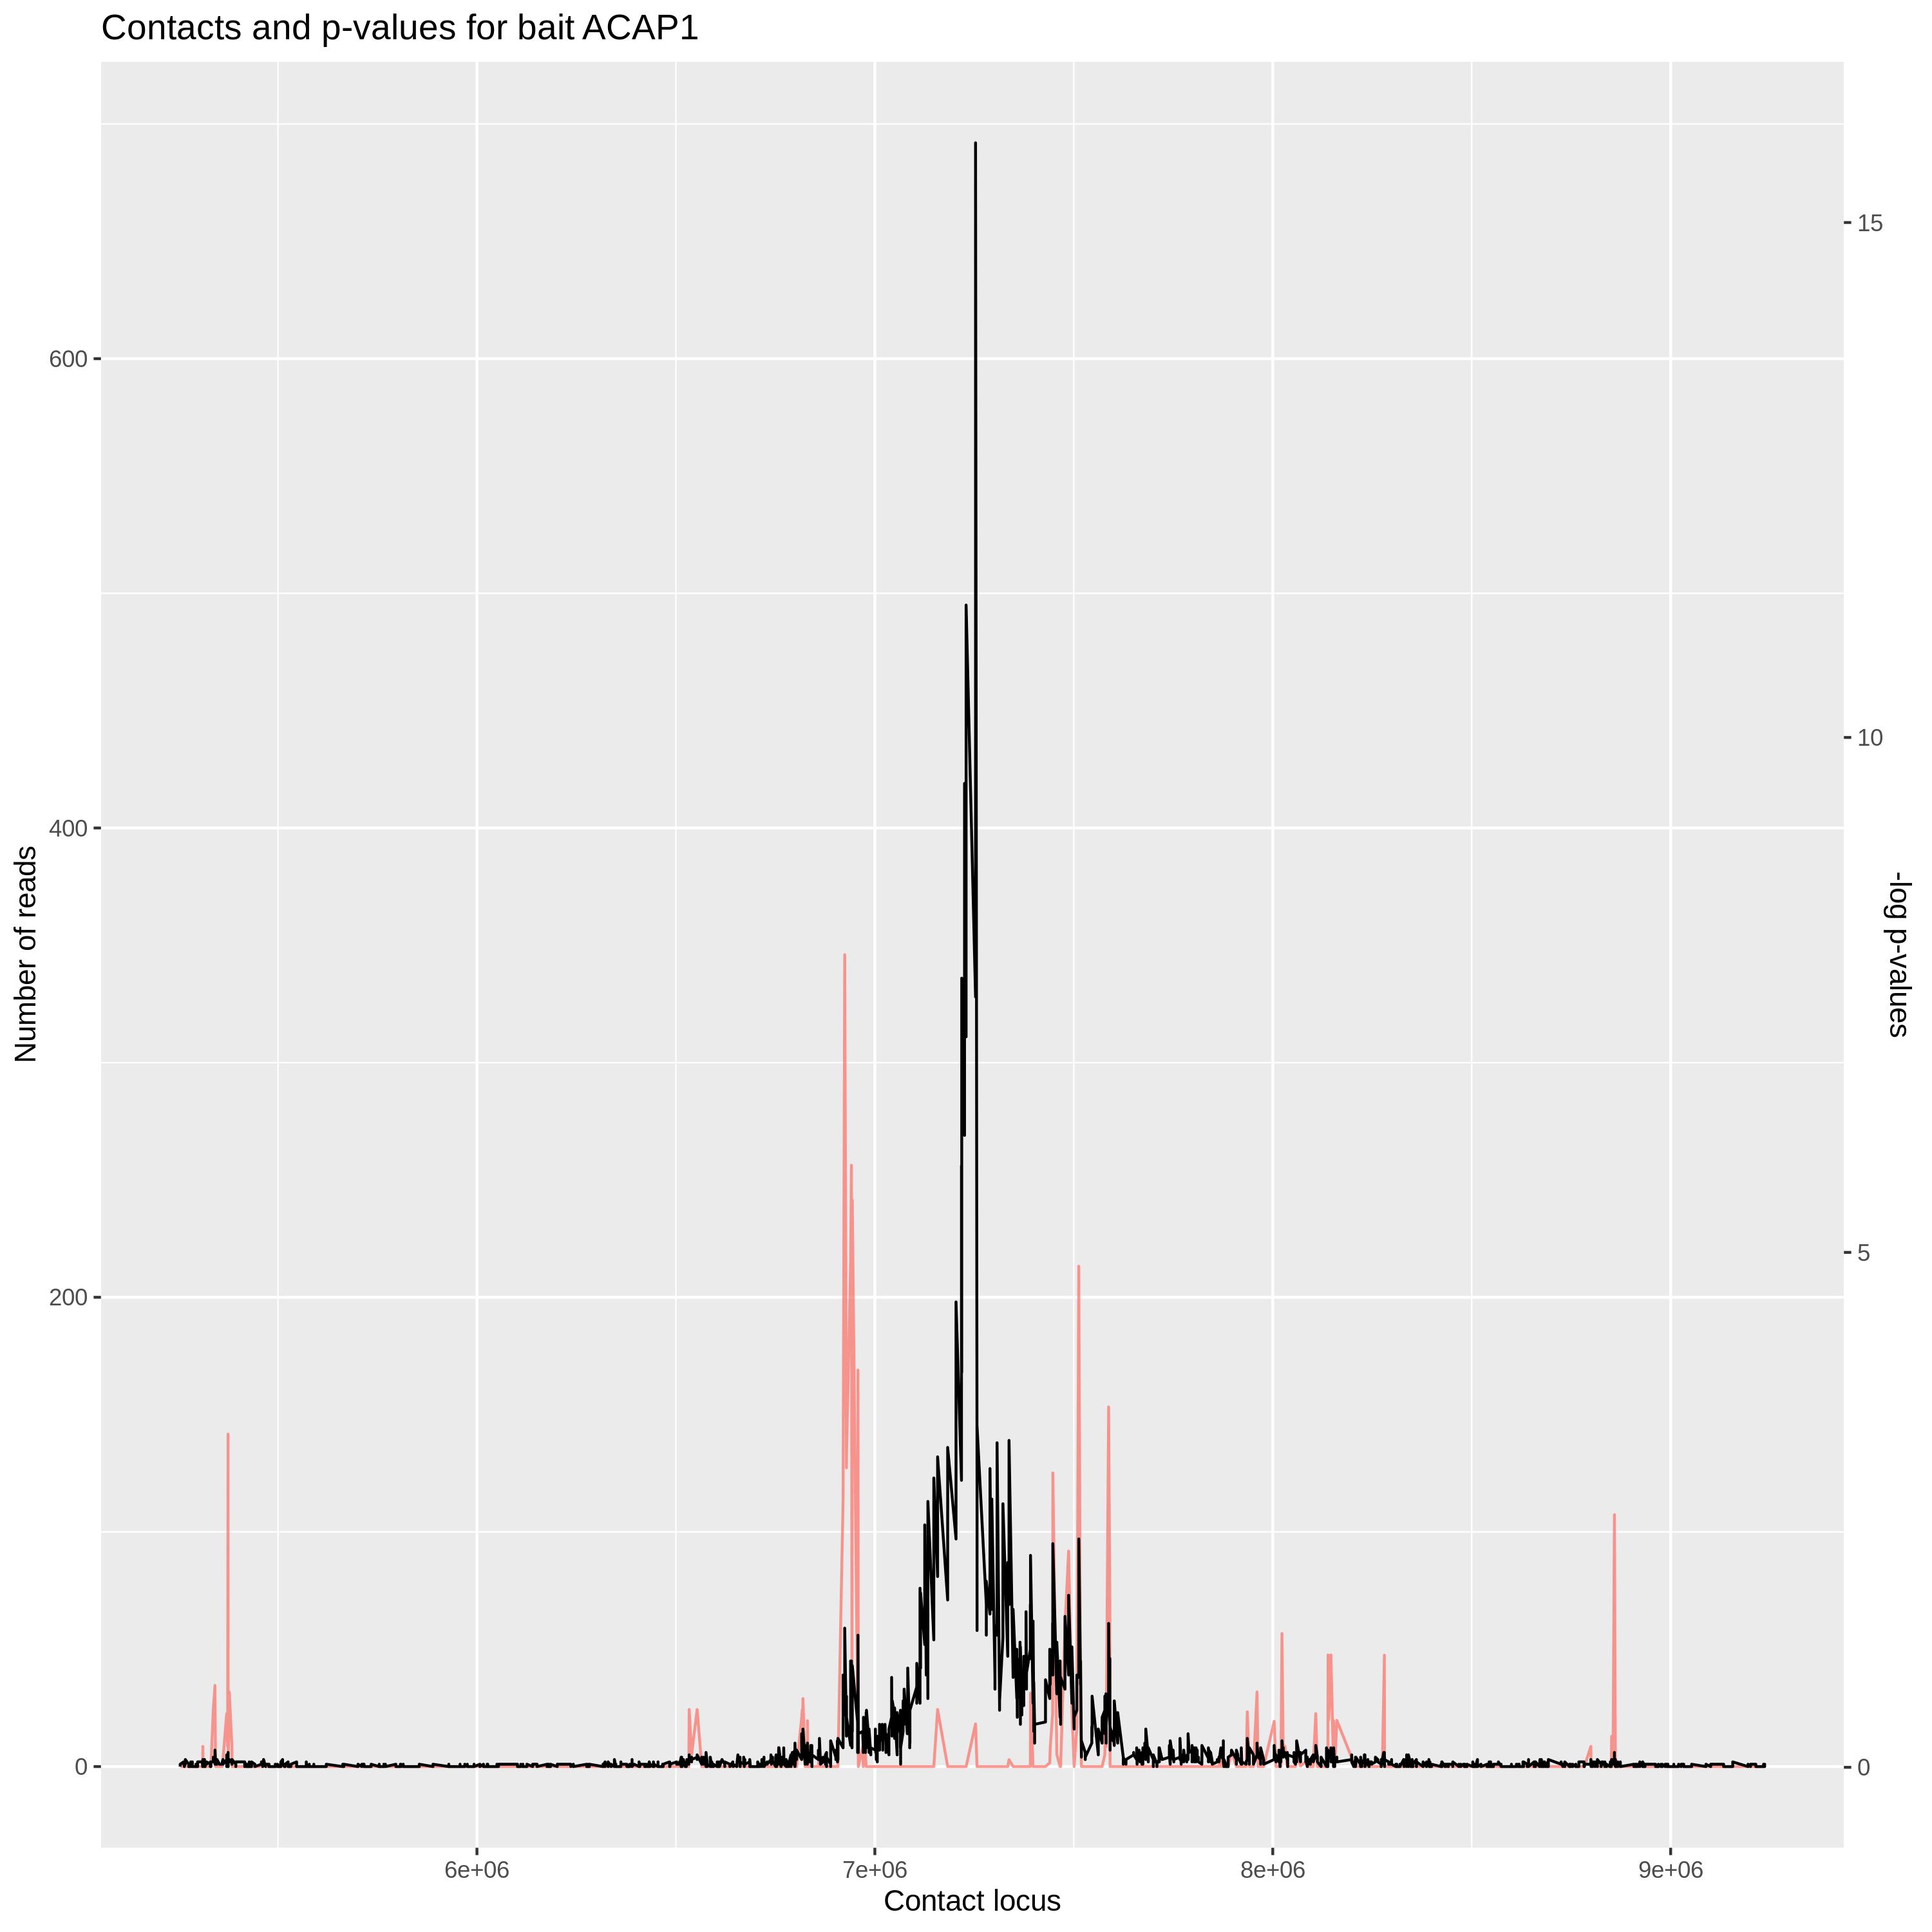 Contacts and p-values for bait ACAP1
Number of reads
600
400
200
0
15
10
5
0
-log p-values
6e+06
7e+06
8e+06
9e+06
Contact locus